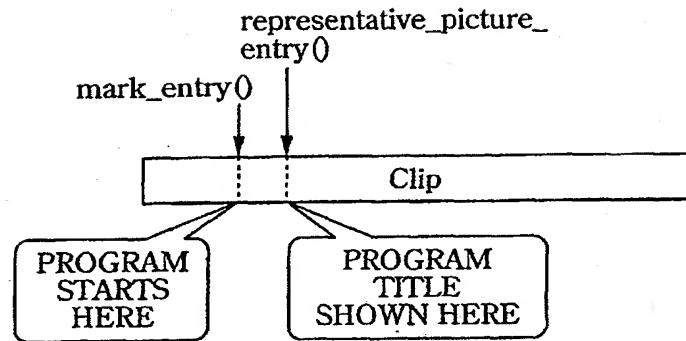 representative_picture_
entry()
mark_entry()
Clip
PROGRAM
STARTS
HERE
PROGRAM
TITLE
SHOWN HERE